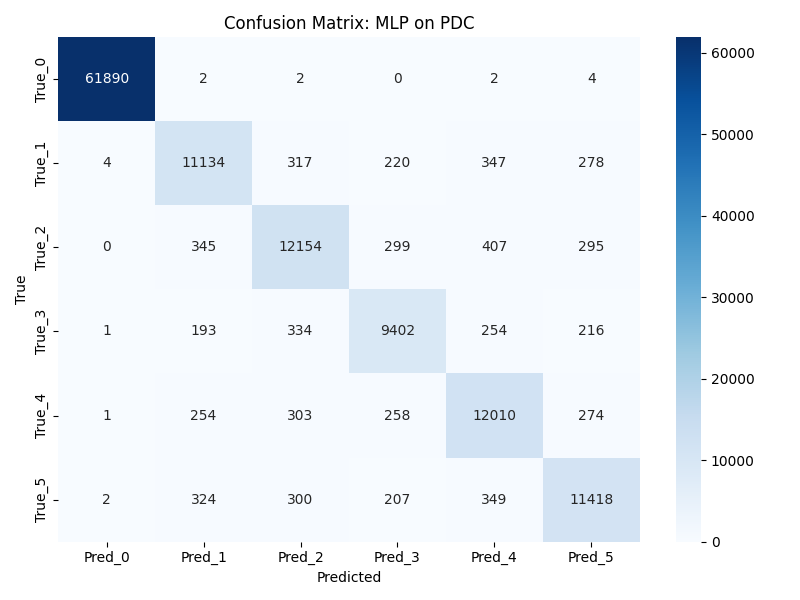 Confusion Matrix: MLP on PDC
True_0 61890 2 2 0 2 4
True_1 4 11134 317 220 347 278
True_2 0 345 12154 299 407 295
True_3 1 193 334 9402 254 216
True_4 1 254 303 258 12010 274
True_5 2 324 300 207 349 11418
Pred_0 Pred_1 Pred_2 Pred_3 Pred_4 Pred_5
Predicted
True
60000
50000
40000
30000
20000
10000
0